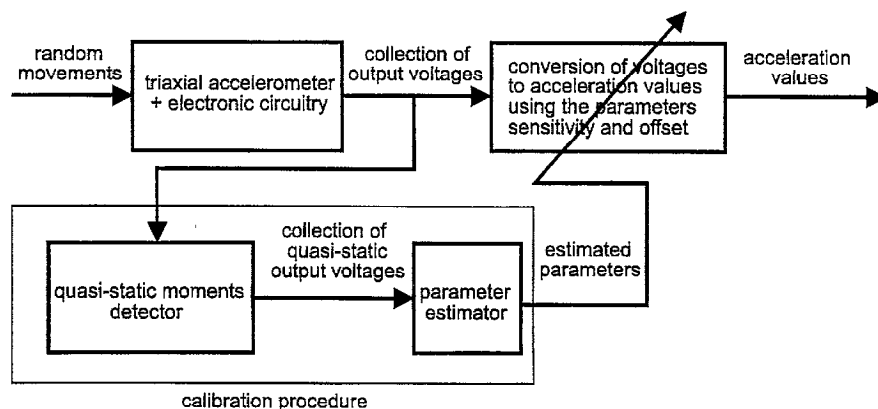 random
movements
triaxial accelerometer
+ electronic circuitry
collection of
output voltages
conversion of voltages
to acceleration values
using the parameters
sensitivity and offset
acceleration
values
quasi-static moments
detector
collection of
quasi-static
output voltages
parameter
estimator
estimated
parameters
calibration procedure